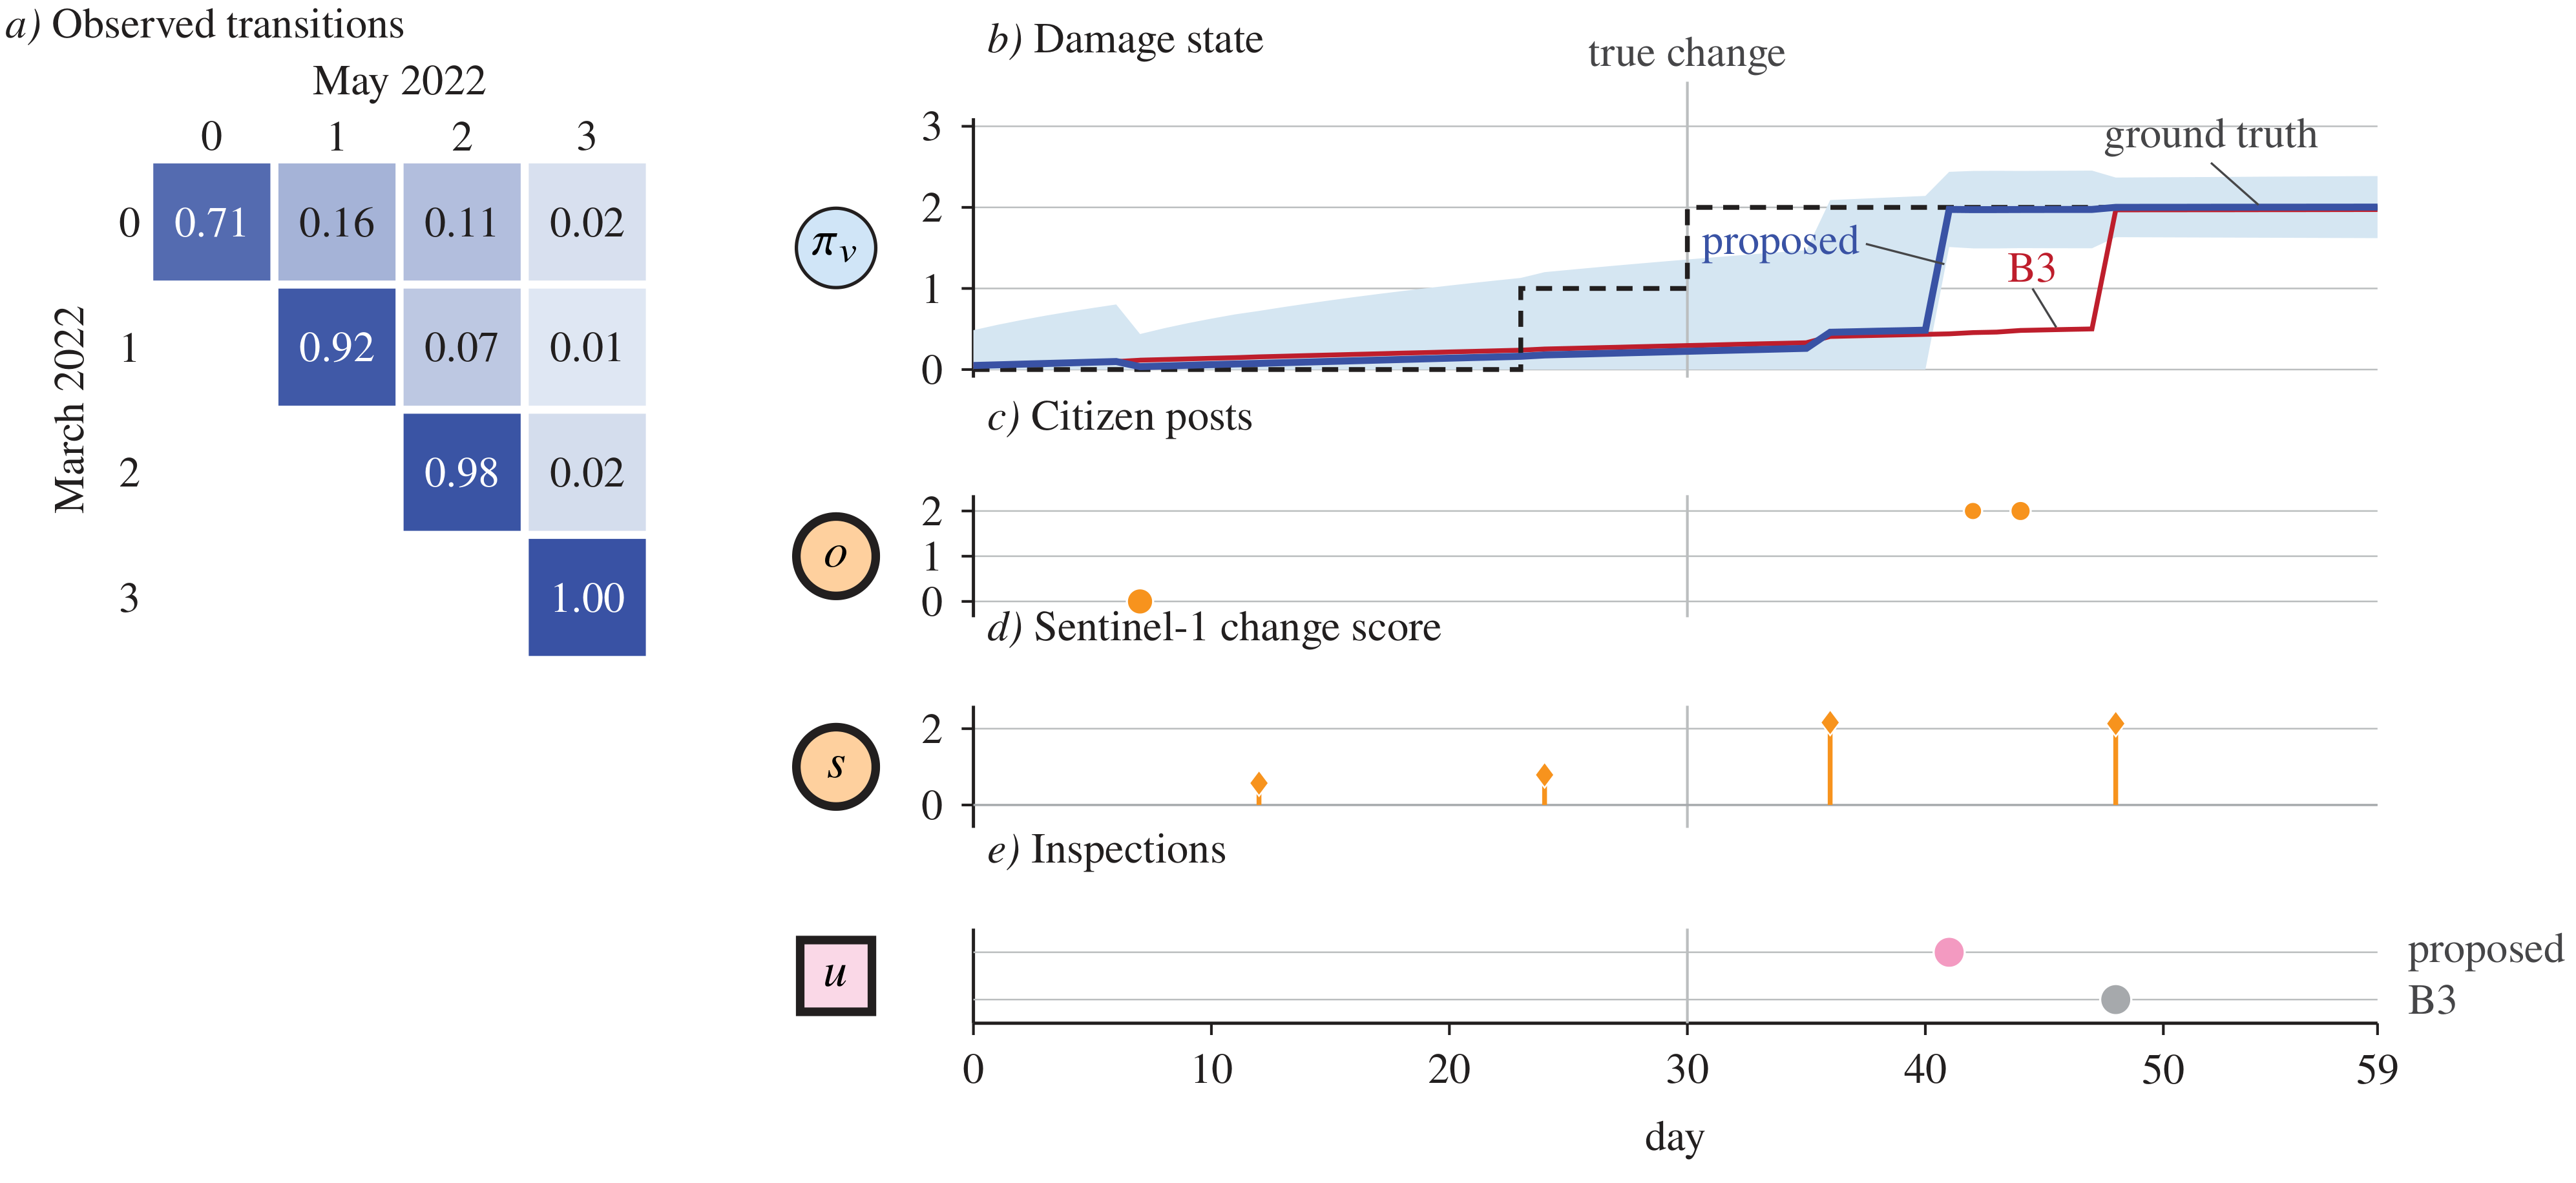 a) Observed transitions
May 2022
0 1 2 3
March 2022
0 0.71 0.16 0.11 0.02
1 0.92 0.07 0.01
2 0.98 0.02
3 1.00
b) Damage state
true change
π_v
3
2
1
0
ground truth
proposed
B3
c) Citizen posts
o
2
1
0
d) Sentinel-1 change score
s
2
0
e) Inspections
u
proposed
B3
0 10 20 30 40 50 59
day